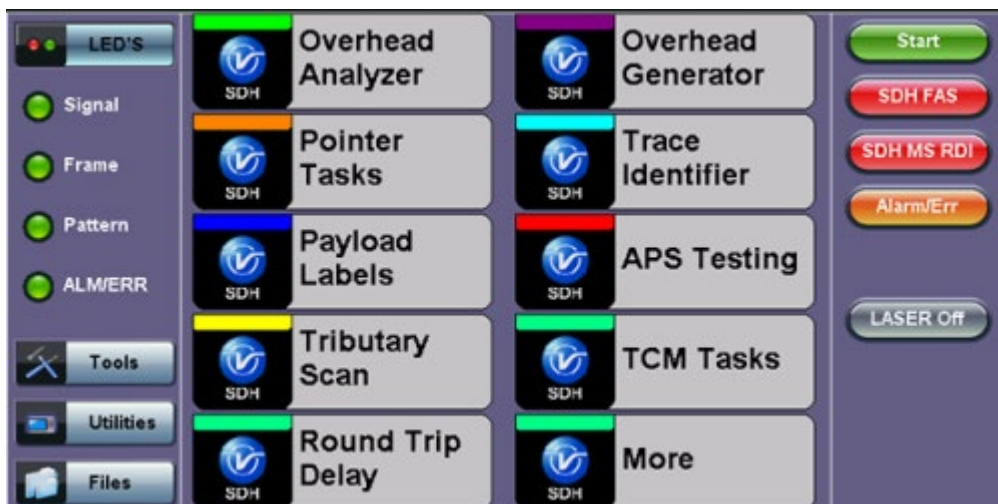 LED'S
Signal
Frame
Pattern
ALM/ERR
Tools
Utilities
Files
Overhead
Analyzer
SDH
Overhead
Generator
SDH
Pointer
Tasks
SDH
Trace
Identifier
SDH
Payload
Labels
SDH
APS Testing
SDH
Tributary
Scan
SDH
TCM Tasks
SDH
Round Trip
Delay
SDH
More
SDH
Start
SDH FAS
SDH MS RDI
Alarm/Err
LASER Off